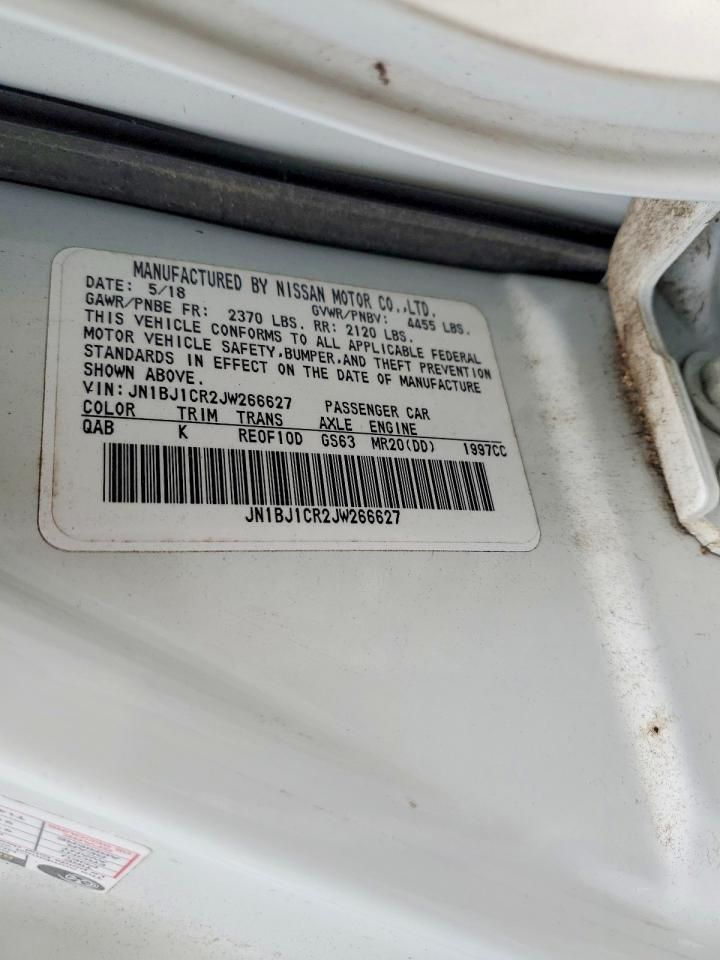 MANUFACTURED BY NISSAN MOTOR CO.,LTD.
DATE: 5/18 GVWR/PNBV: 4455 LBS.
GAWR/PNBE FR: 2370 LBS. RR: 2120 LBS.
THIS VEHICLE CONFORMS TO ALL APPLICABLE FEDERAL
MOTOR VEHICLE SAFETY,BUMPER,AND THEFT PREVENTION
STANDARDS IN EFFECT ON THE DATE OF MANUFACTURE
SHOWN ABOVE.
VIN:JN1BJ1CR2JW266627 PASSENGER CAR
COLOR TRIM TRANS AXLE ENGINE
QAB K RE0F10D GS63 MR20(DD) 1997CC
JN1BJ1CR2JW266627